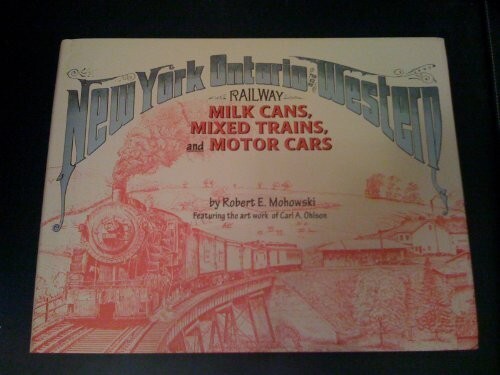 New York Ontario and Western
RAILWAY
MILK CANS,
MIXED TRAINS,
and MOTOR CARS
by Robert E. Mohowski
Featuring the art work of Carl A. Ohlson